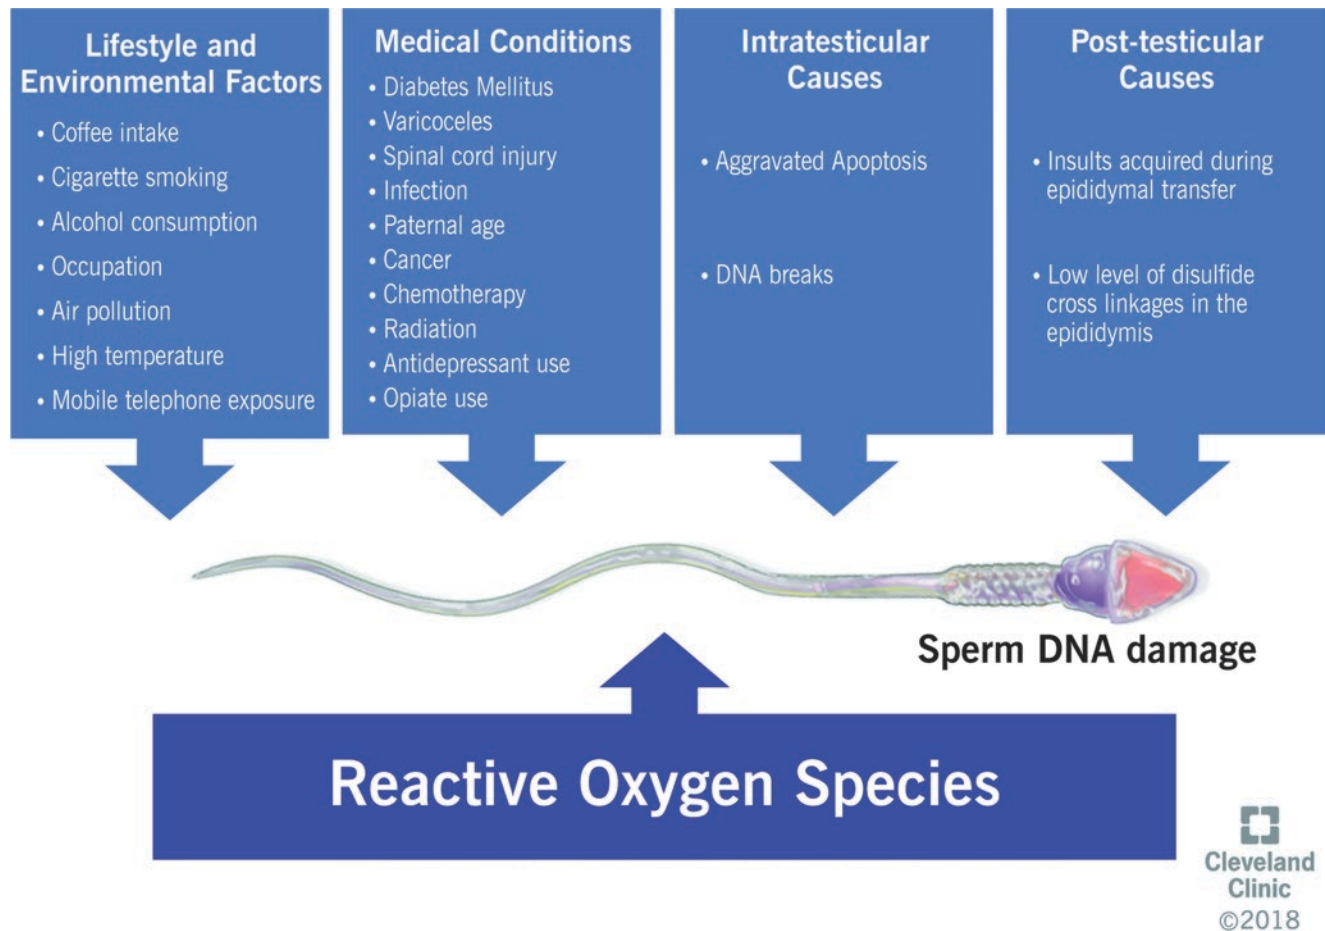 Lifestyle and
Environmental Factors
• Coffee intake
• Cigarette smoking
• Alcohol consumption
• Occupation
• Air pollution
• High temperature
• Mobile telephone exposure
Medical Conditions
• Diabetes Mellitus
• Varicoceles
• Spinal cord injury
• Infection
• Paternal age
• Cancer
• Chemotherapy
• Radiation
• Antidepressant use
• Opiate use
Intratesticular
Causes
• Aggravated Apoptosis
• DNA breaks
Post-testicular
Causes
• Insults acquired during
epididymal transfer
• Low level of disulfide
cross linkages in the
epididymis
Sperm DNA damage
Reactive Oxygen Species
Cleveland
Clinic
©2018